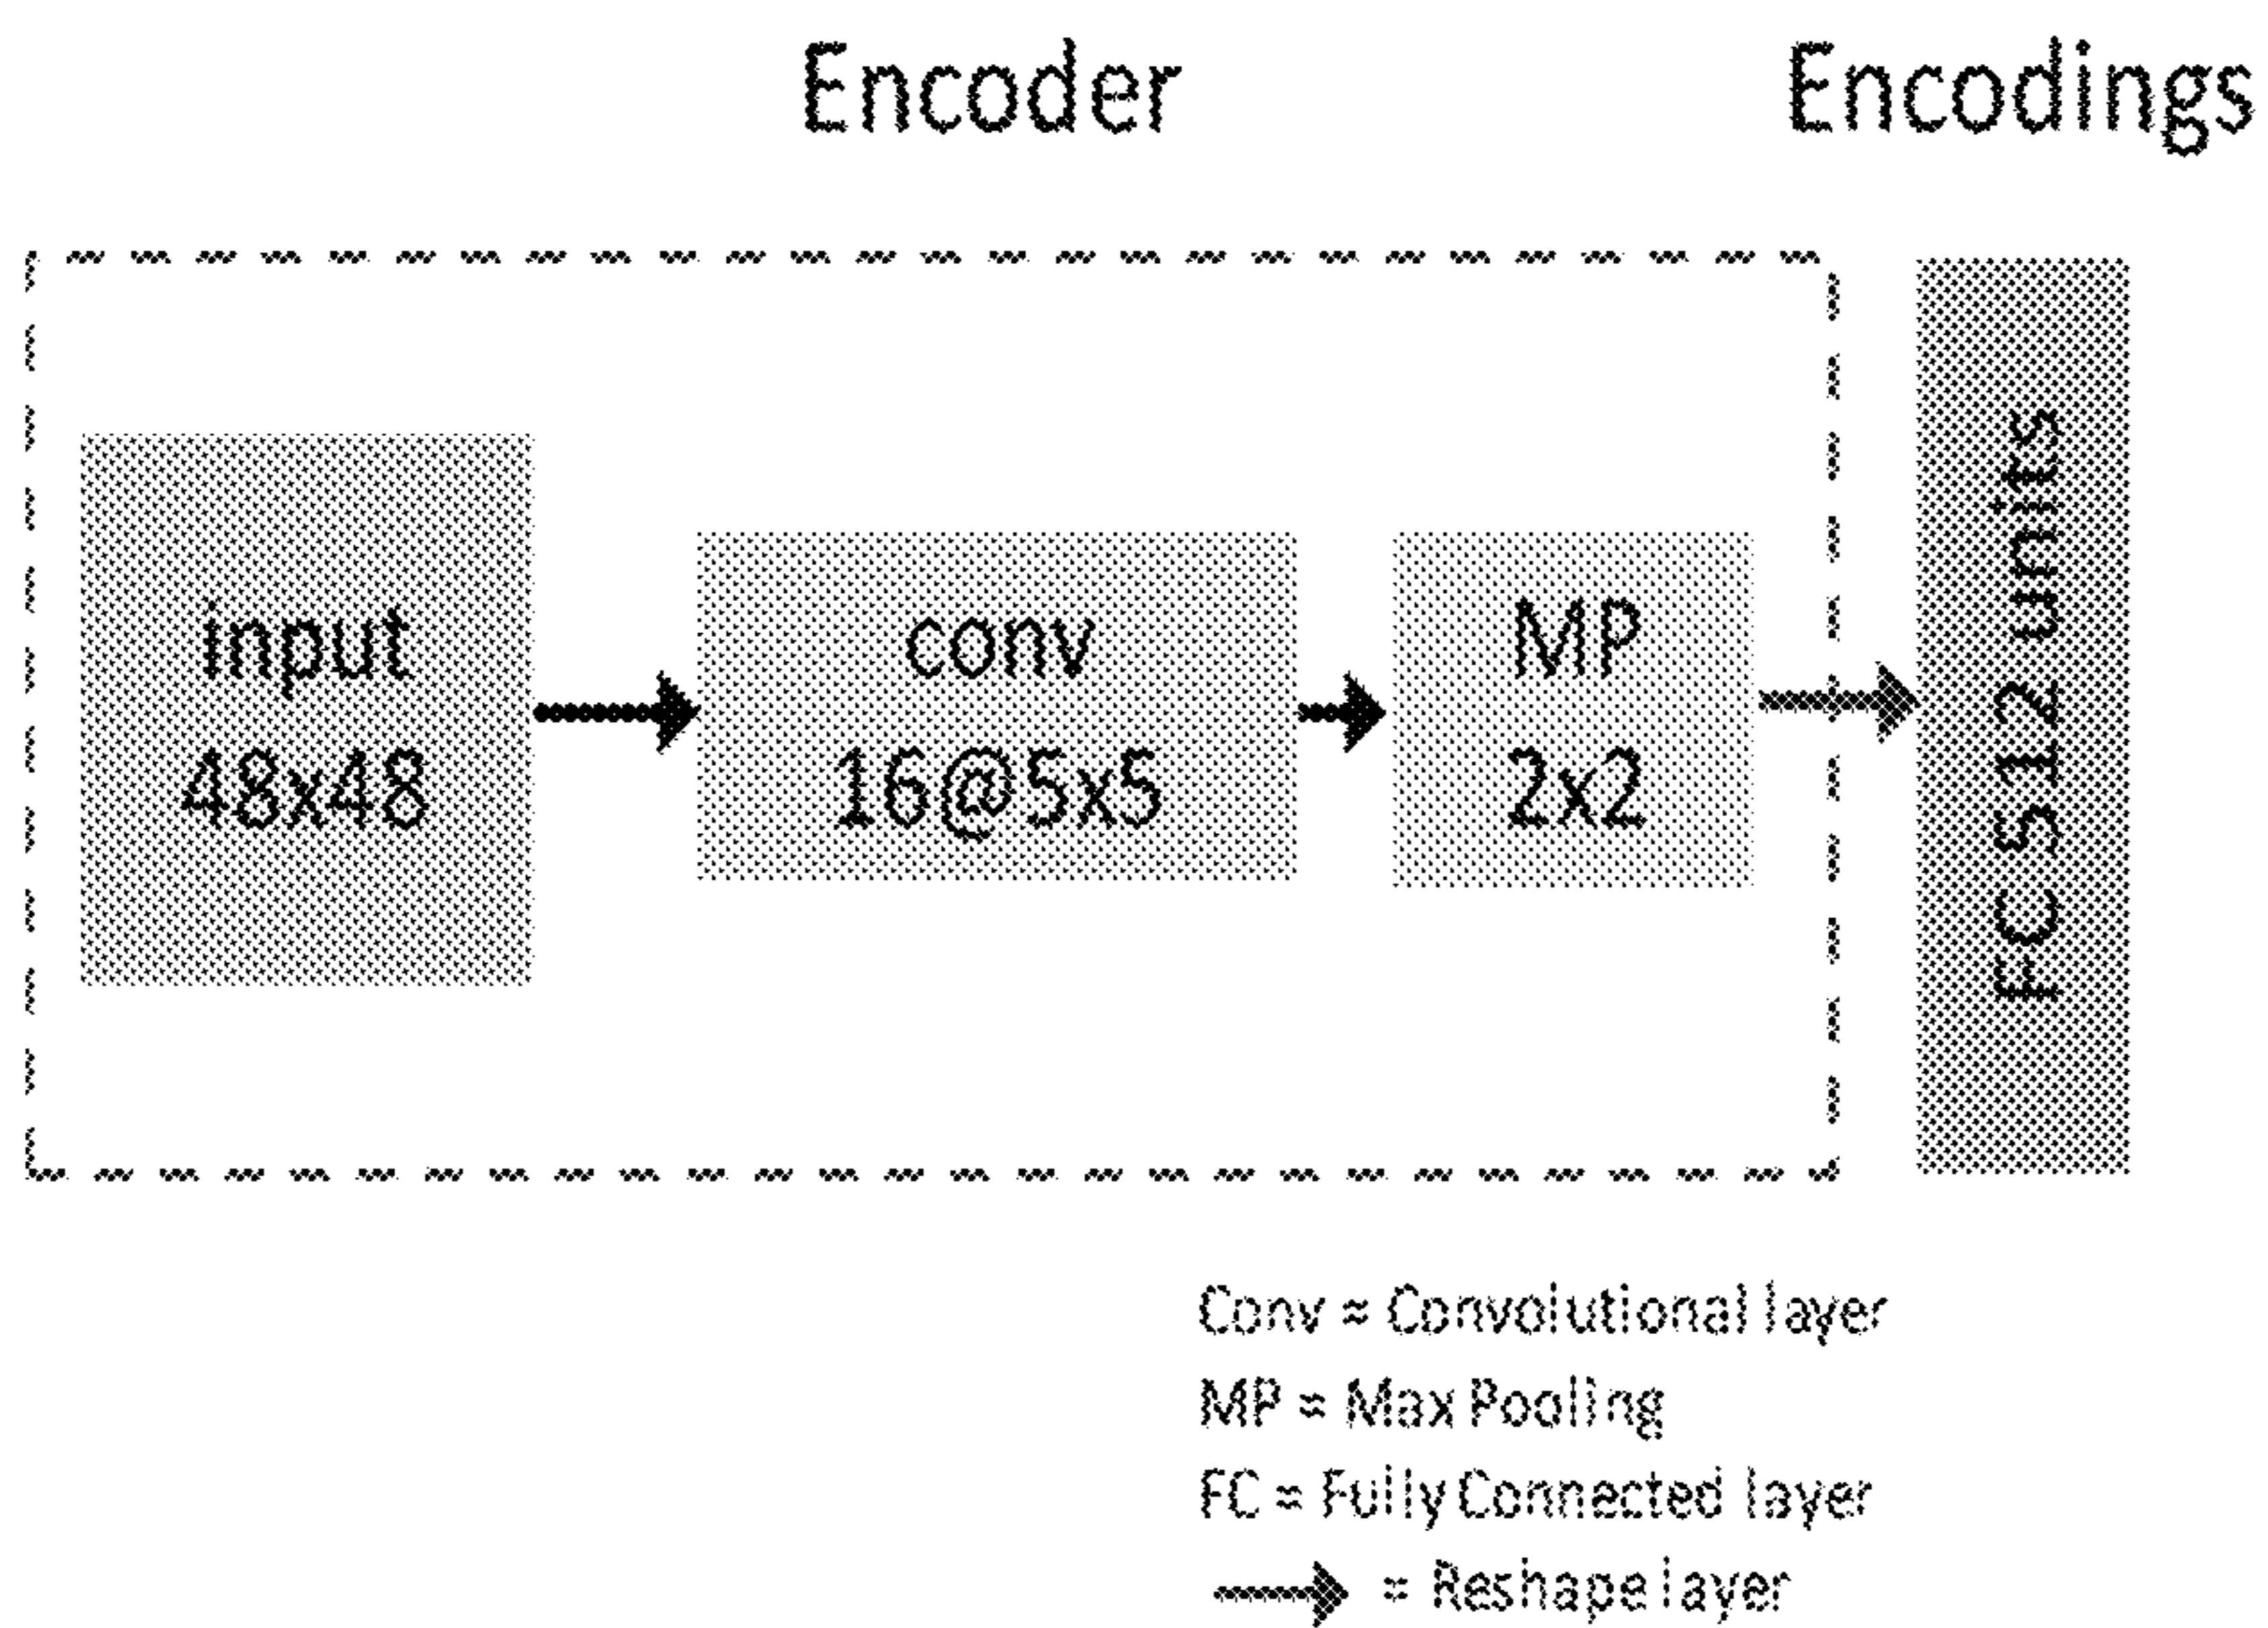 Encoder
Encodings
input
48x48
conv
16@5x5
MP
2x2
FC 512 units
Conv = Convolutional layer
MP = Max Pooling
FC = Fully Connected layer
= Reshape layer